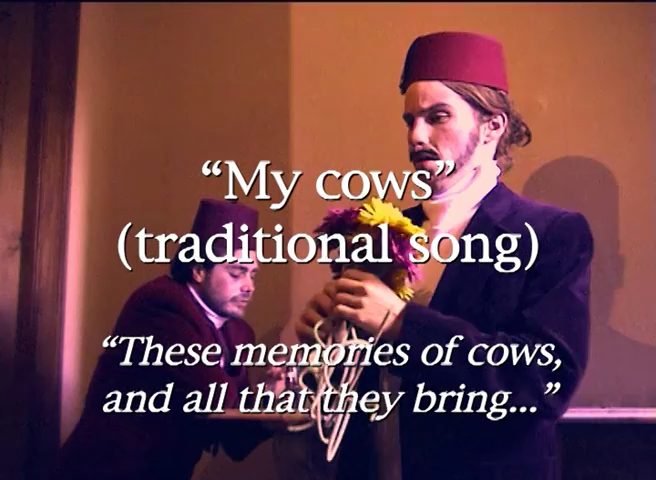 “My cows”
(traditional song)
“These memories of cows,
and all that they bring...”